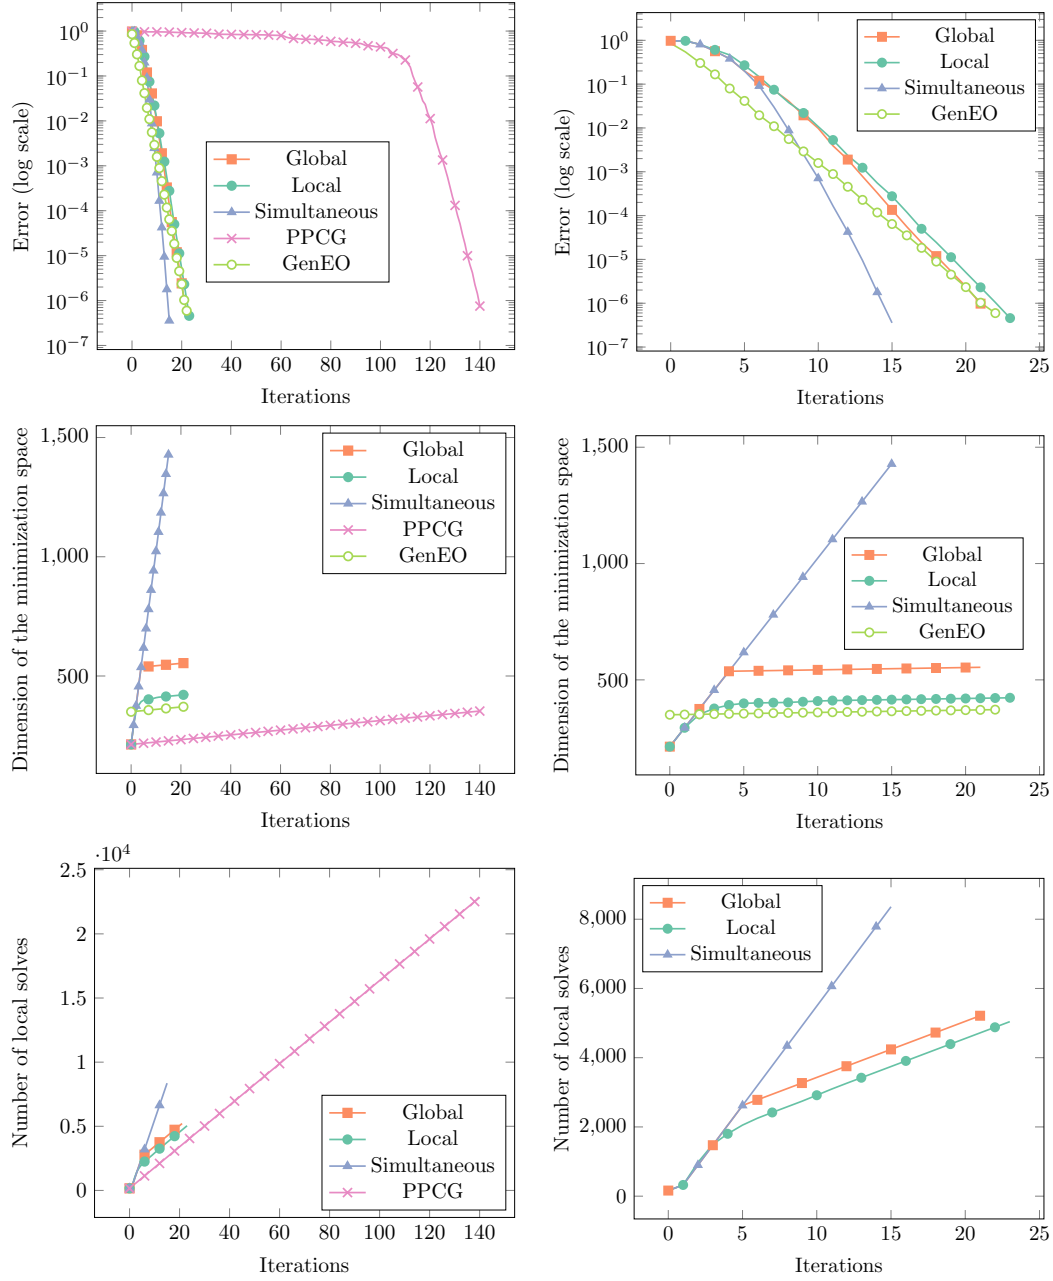 10^0
10^−1
10^−2
10^−3
10^−4
10^−5
10^−6
10^−7
Error (log scale)
Global
Local
Simultaneous
PPCG
GenEO
0 20 40 60 80 100 120 140
Iterations
10^0
10^−1
10^−2
10^−3
10^−4
10^−5
10^−6
10^−7
Error (log scale)
Global
Local
Simultaneous
GenEO
0 5 10 15 20 25
Iterations
1,500
1,000
500
Dimension of the minimization space
Global
Local
Simultaneous
PPCG
GenEO
0 20 40 60 80 100 120 140
Iterations
1,500
1,000
500
Dimension of the minimization space
Global
Local
Simultaneous
GenEO
0 5 10 15 20 25
Iterations
·10^4
2.5
2
1.5
1
0.5
0
Number of local solves
Global
Local
Simultaneous
PPCG
0 20 40 60 80 100 120 140
Iterations
8,000
6,000
4,000
2,000
0
Number of local solves
Global
Local
Simultaneous
0 5 10 15 20 25
Iterations